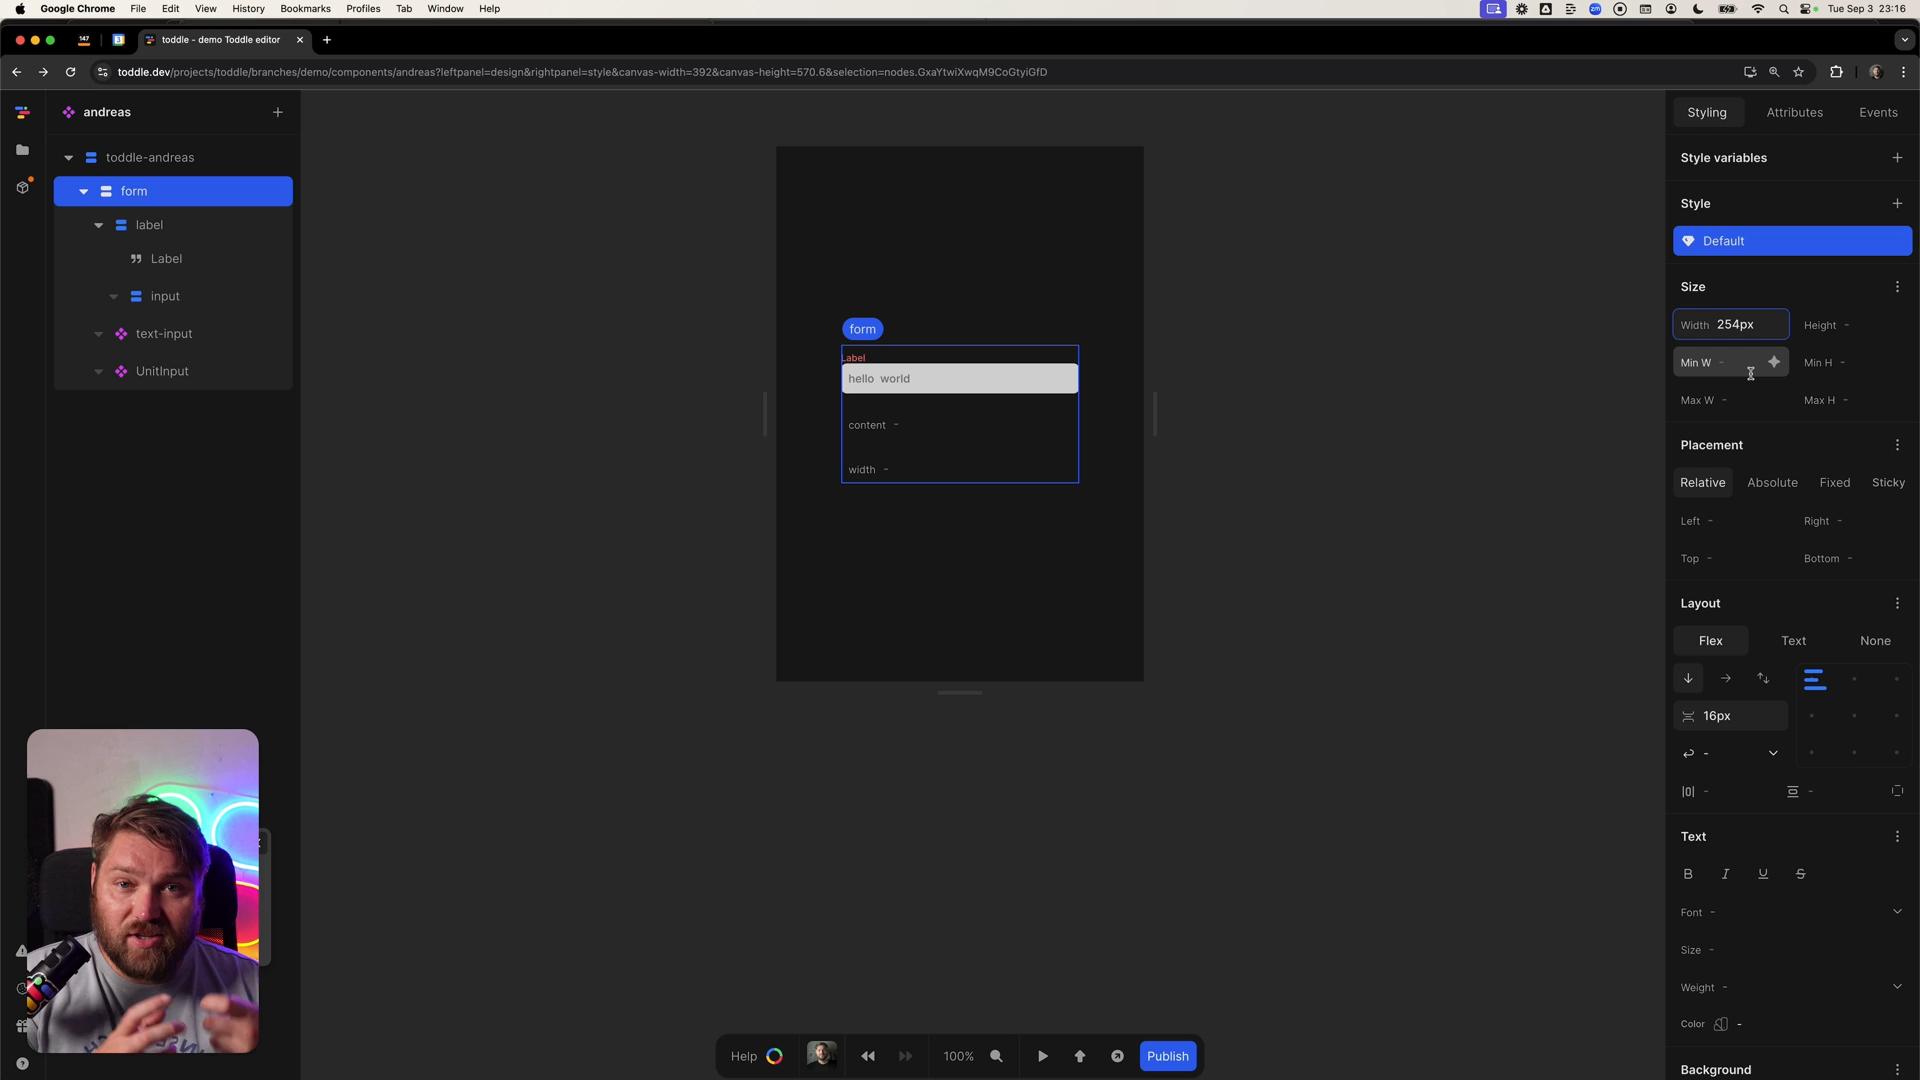 Google Chrome File Edit View History Bookmarks Profiles Tab Window Help
Tue Sep 3 23:16
147
3
toddle - demo Toddle editor
toddle.dev/projects/toddle/branches/demo/components/andreas?leftpanel=design&rightpanel=style&canvas-width=392&canvas-height=570.6&selection=nodes.GxaYtwiXwqM9CoGtyiGfD
andreas
toddle-andreas
form
label
Label
input
text-input
UnitInput
form
Label
hello world
content -
width -
Help
100%
Publish
Styling Attributes Events
Style variables
Style
Default
Size
Width 254px Height -
Min W - Min H -
Max W - Max H -
Placement
Relative Absolute Fixed Sticky
Left - Right -
Top - Bottom -
Layout
Flex Text None
16px
-
- -
Text
B I U S
Font -
Size -
Weight -
Color -
Background